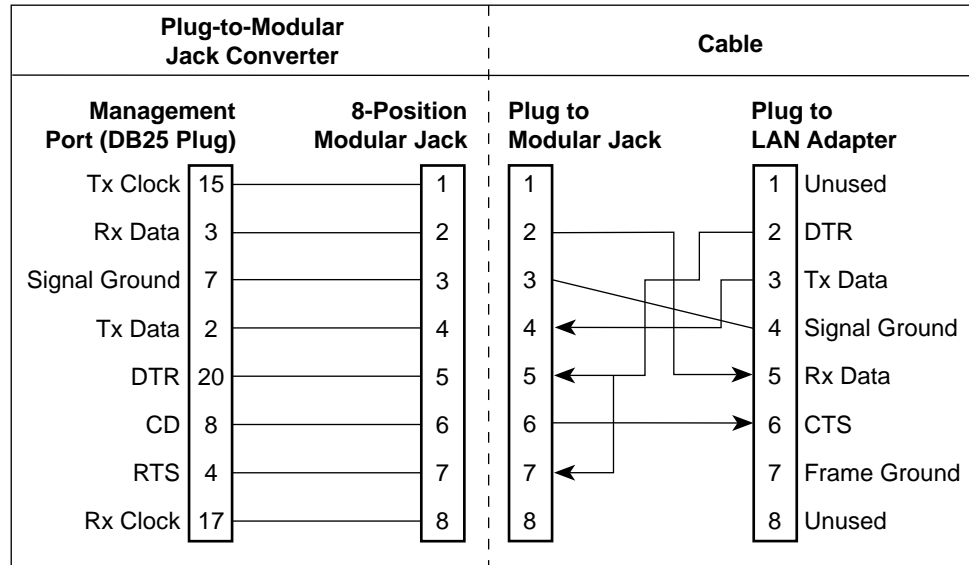 Plug-to-Modular
Jack Converter
Cable
Management
Port (DB25 Plug)
8-Position
Modular Jack
Plug to
Modular Jack
Plug to
LAN Adapter
Tx Clock 15 1 1 1 Unused
Rx Data 3 2 2 2 DTR
Signal Ground 7 3 3 3 Tx Data
Tx Data 2 4 4 4 Signal Ground
DTR 20 5 5 5 Rx Data
CD 8 6 6 6 CTS
RTS 4 7 7 7 Frame Ground
Rx Clock 17 8 8 8 Unused